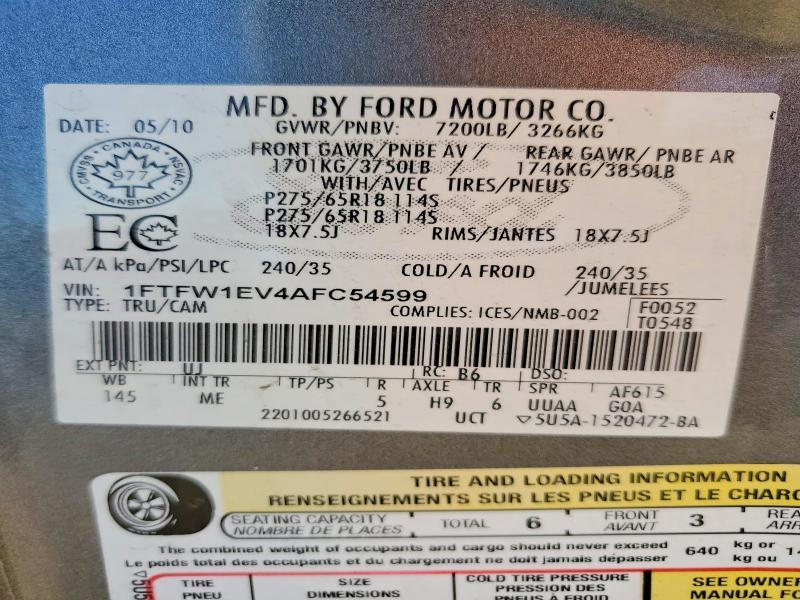 MFD. BY FORD MOTOR CO.
DATE: 05/10 GVWR/PNBV: 7200LB/ 3266KG
FRONT GAWR/PNBE AV / REAR GAWR/ PNBE AR
1701KG/3750LB 1746KG/3850LB
WITH/AVEC TIRES/PNEUS
P275/65R18 114S
P275/65R18 114S
18X7.5J RIMS/JANTES 18X7.5J
CANADA
CMVSS NSVAC
977
TRANSPORT
EC
AT/A kPa/PSI/LPC 240/35 COLD/A FROID 240/35
/JUMELEES
VIN: 1FTFW1EV4AFC54599
TYPE: TRU/CAM COMPLIES: ICES/NMB-002 F0052
T0548
EXT PNT: UJ RC: B6 DSO:
WB INT TR TP/PS R AXLE TR SPR AF615
145 ME 5 H9 6 UUAA G0A
2201005266521 UCT ▽5U5A-1520472-BA
TIRE AND LOADING INFORMATION
RENSEIGNEMENTS SUR LES PNEUS ET LE CHARG
SEATING CAPACITY
NOMBRE DE PLACES TOTAL 6 FRONT
AVANT 3 REA
ARR
The combined weight of occupants and cargo should never exceed 640 kg or 14
Le poids total des occupants et du chargement ne doit jamais dépasser kg ou
TIRE SIZE COLD TIRE PRESSURE SEE OWNER
PNEU DIMENSIONS PRESSION DES MANUAL FO
PNEUS A FROID